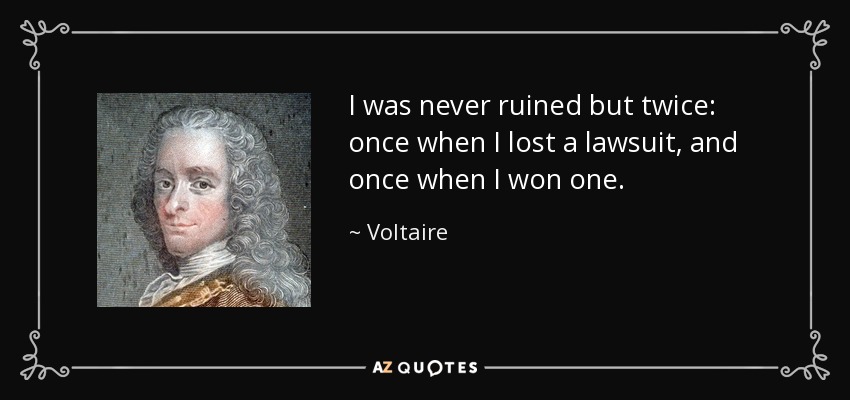 I was never ruined but twice:
once when I lost a lawsuit, and
once when I won one.
~ Voltaire
AZ QUOTES